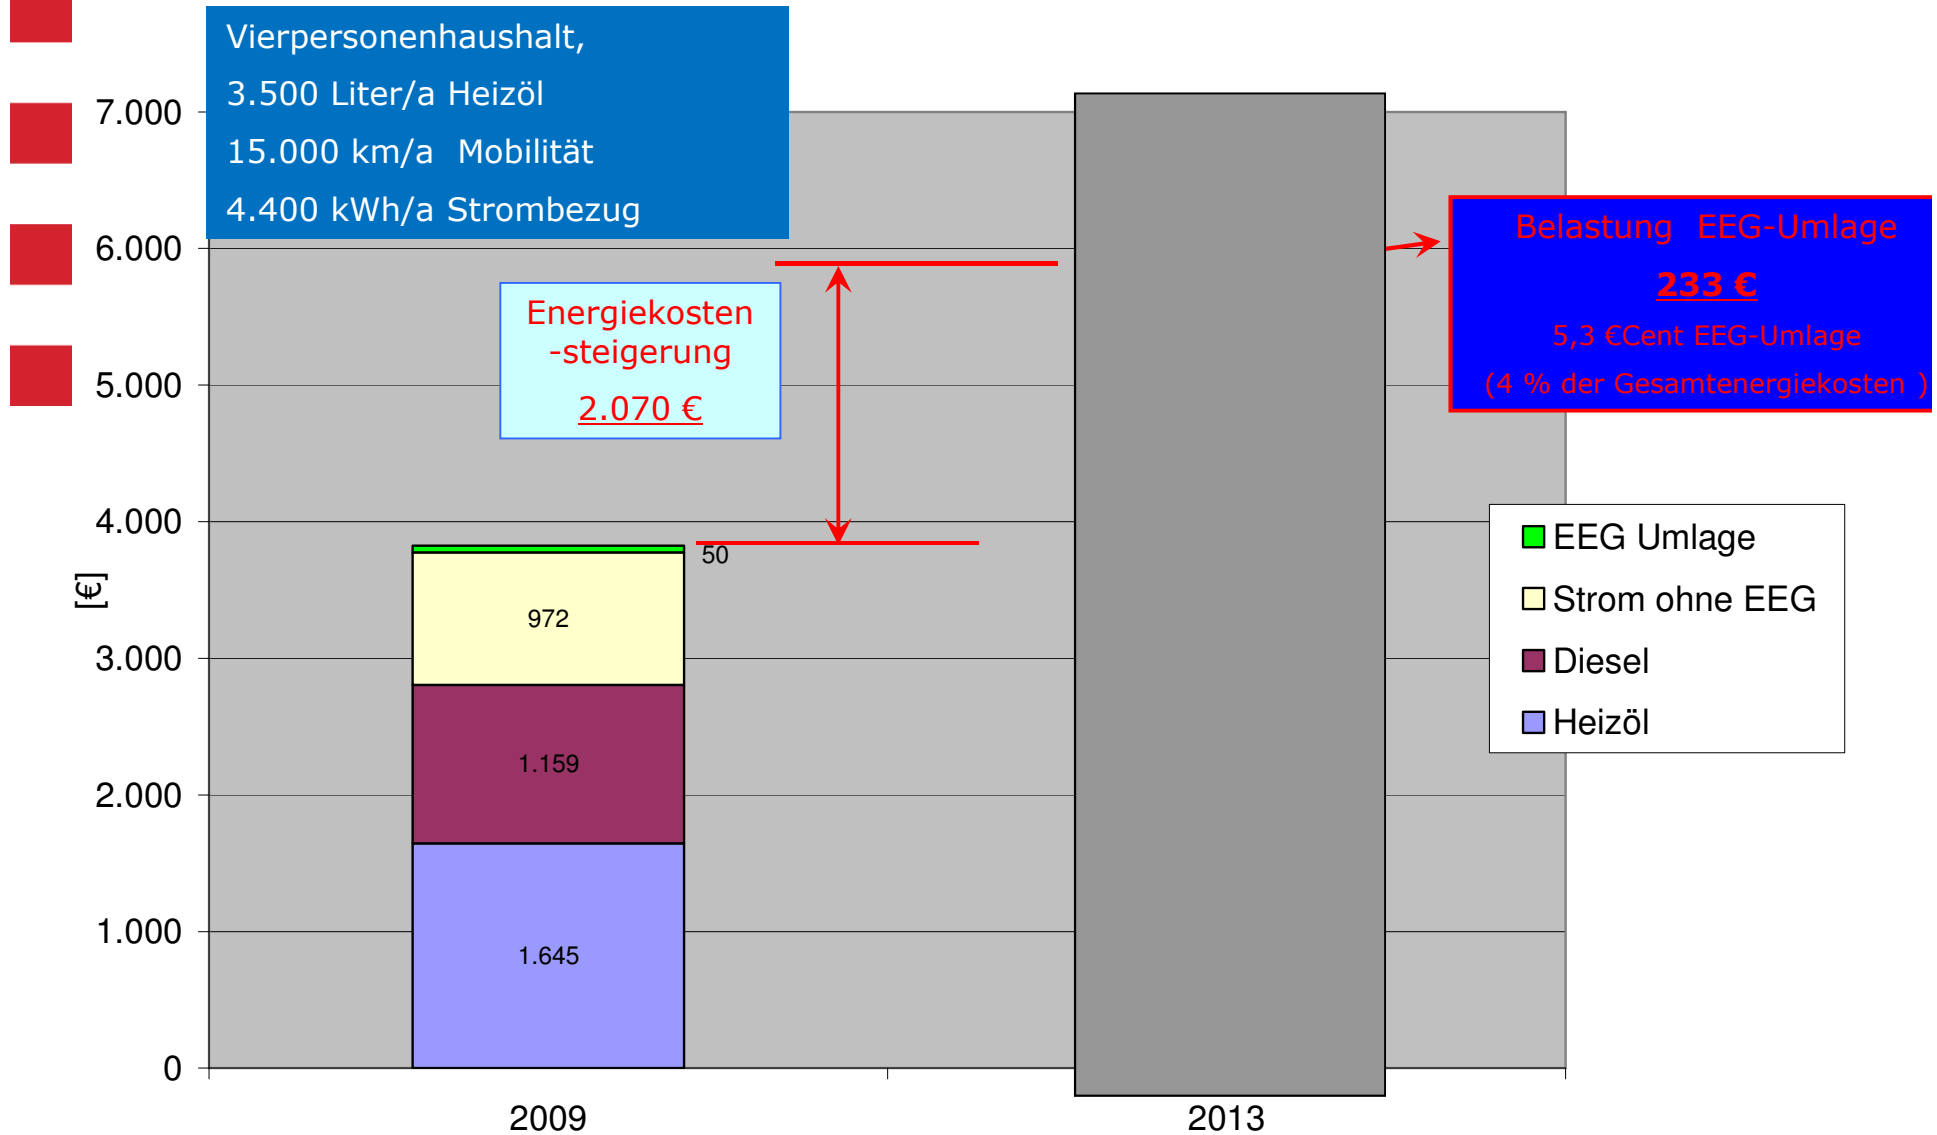 Vierpersonenhaushalt,
3.500 Liter/a Heizöl
15.000 km/a Mobilität
4.400 kWh/a Strombezug
7.000
6.000
5.000
4.000
3.000
2.000
1.000
0
[€]
Energiekosten
-steigerung
2.070 €
Belastung EEG-Umlage
233 €
5,3 €Cent EEG-Umlage
(4 % der Gesamtenergiekosten )
50
972
1.159
1.645
EEG Umlage
Strom ohne EEG
Diesel
Heizöl
2009
2013